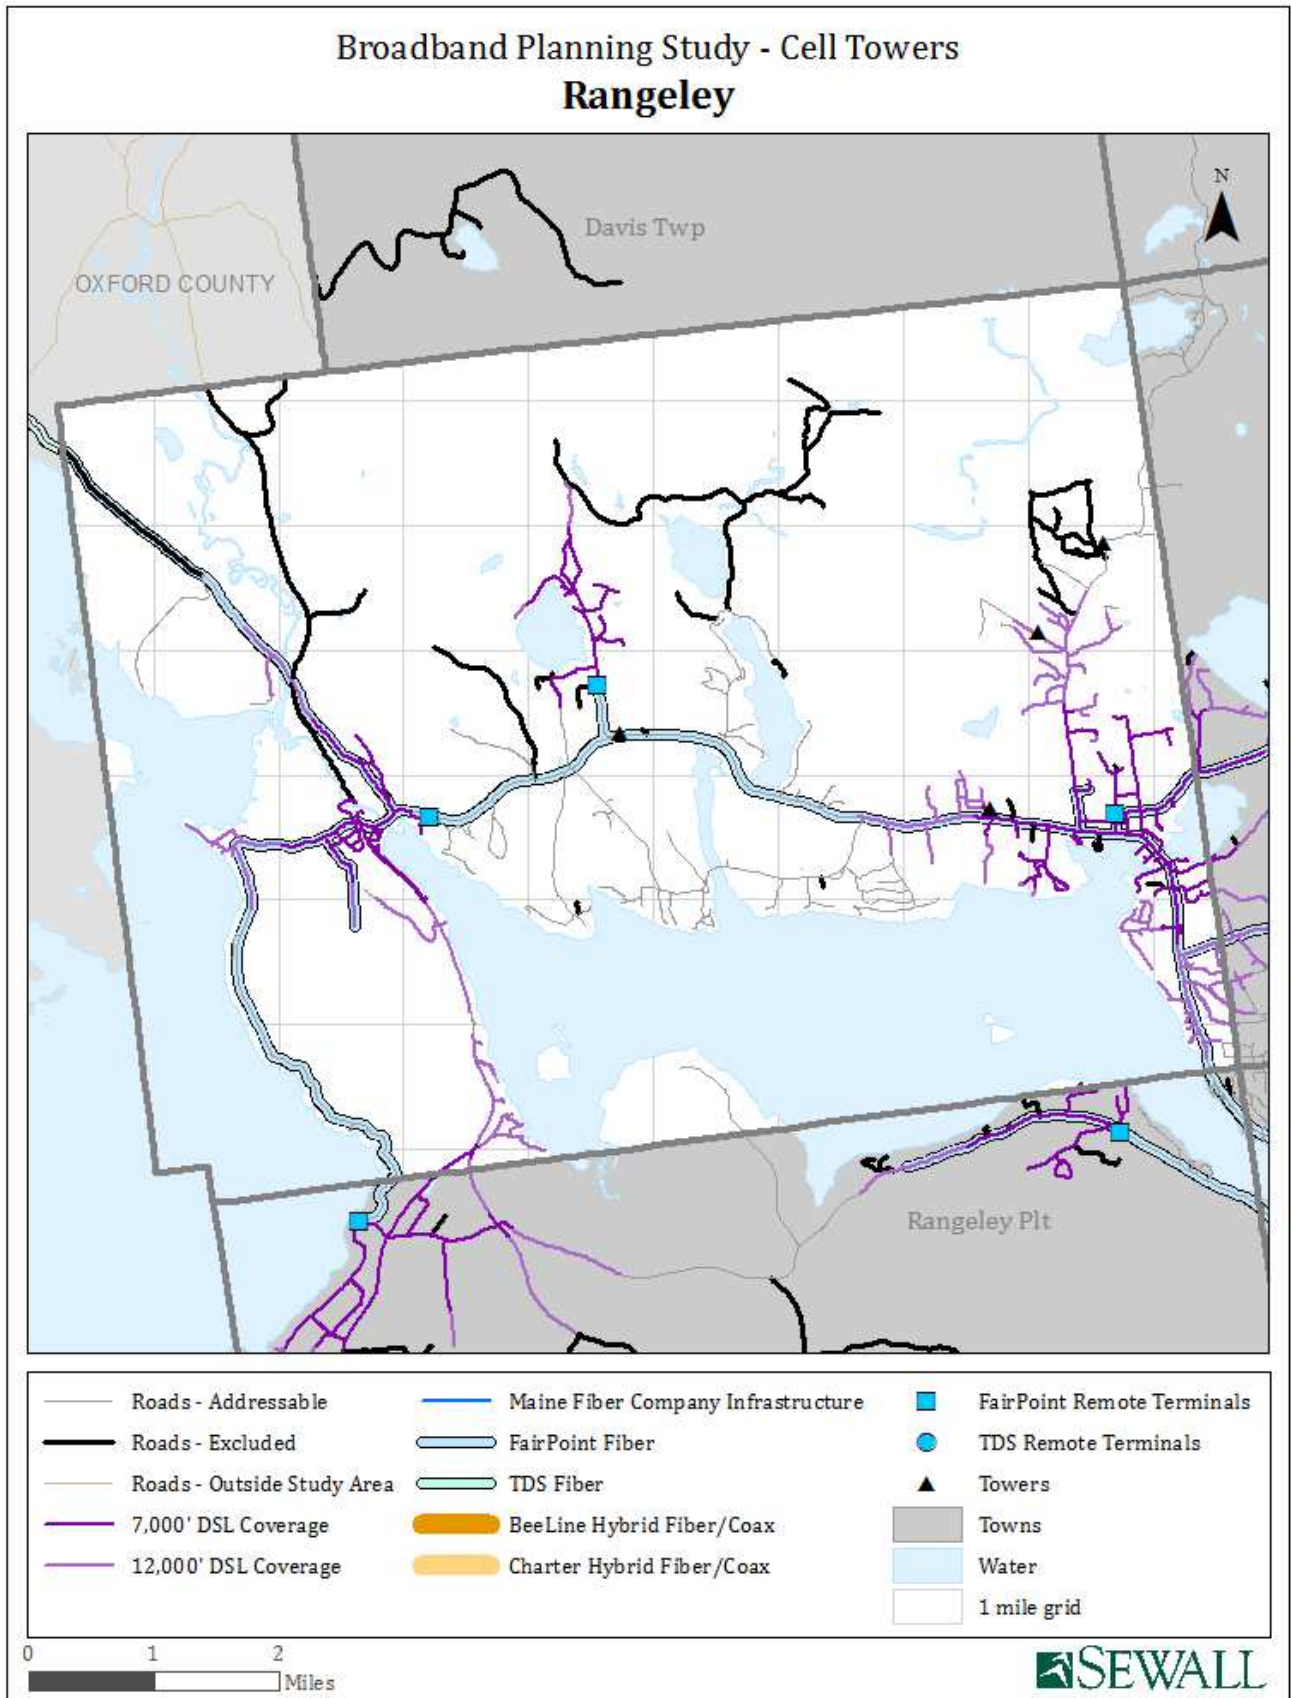 Broadband Planning Study - Cell Towers
Rangeley
N
Davis Twp
OXFORD COUNTY
Rangeley Plt
Roads - Addressable
Roads - Excluded
Roads - Outside Study Area
7,000' DSL Coverage
12,000' DSL Coverage
Maine Fiber Company Infrastructure
FairPoint Fiber
TDS Fiber
BeeLine Hybrid Fiber/Coax
Charter Hybrid Fiber/Coax
FairPoint Remote Terminals
TDS Remote Terminals
Towers
Towns
Water
1 mile grid
0 1 2
Miles
SEWALL